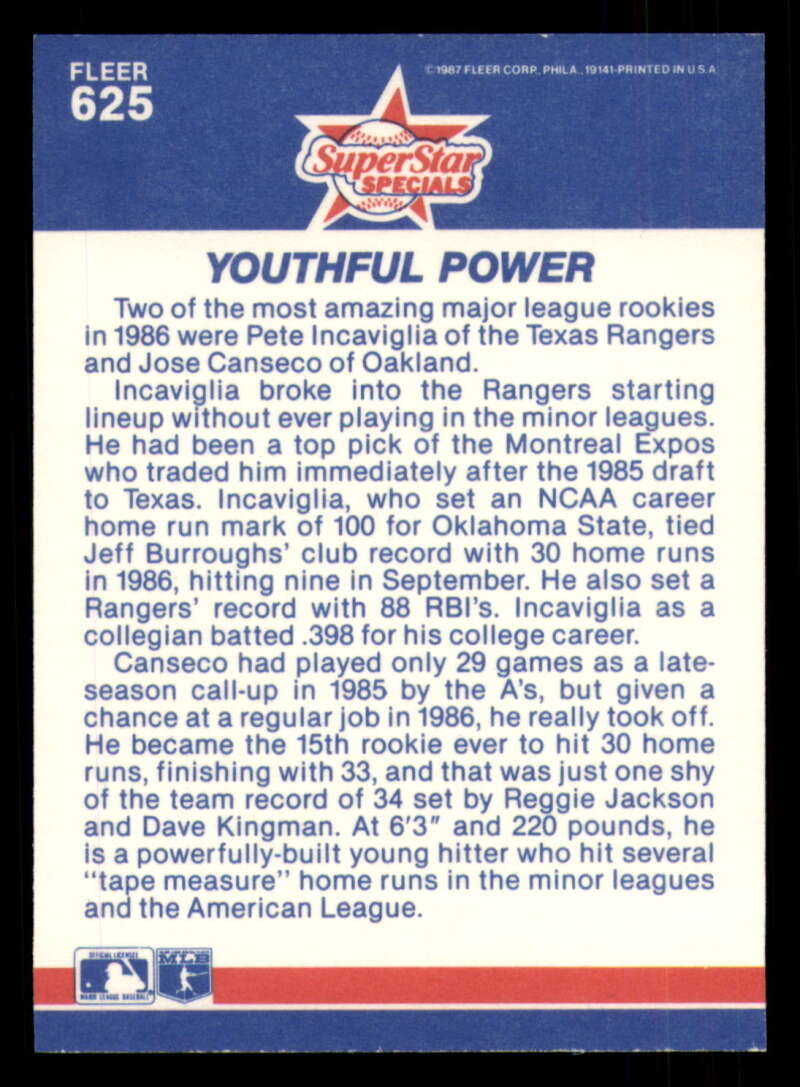 FLEER
625
©1987 FLEER CORP., PHILA., 19141-PRINTED IN U.S.A
SuperStar
SPECIALS
YOUTHFUL POWER
Two of the most amazing major league rookies
in 1986 were Pete Incaviglia of the Texas Rangers
and Jose Canseco of Oakland.
Incaviglia broke into the Rangers starting
lineup without ever playing in the minor leagues.
He had been a top pick of the Montreal Expos
who traded him immediately after the 1985 draft
to Texas. Incaviglia, who set an NCAA career
home run mark of 100 for Oklahoma State, tied
Jeff Burroughs' club record with 30 home runs
in 1986, hitting nine in September. He also set a
Rangers' record with 88 RBI's. Incaviglia as a
collegian batted .398 for his college career.
Canseco had played only 29 games as a late-
season call-up in 1985 by the A's, but given a
chance at a regular job in 1986, he really took off.
He became the 15th rookie ever to hit 30 home
runs, finishing with 33, and that was just one shy
of the team record of 34 set by Reggie Jackson
and Dave Kingman. At 6'3" and 220 pounds, he
is a powerfully-built young hitter who hit several
"tape measure" home runs in the minor leagues
and the American League.
OFFICIAL LICENSEE
MAJOR LEAGUE BASEBALL
MLB